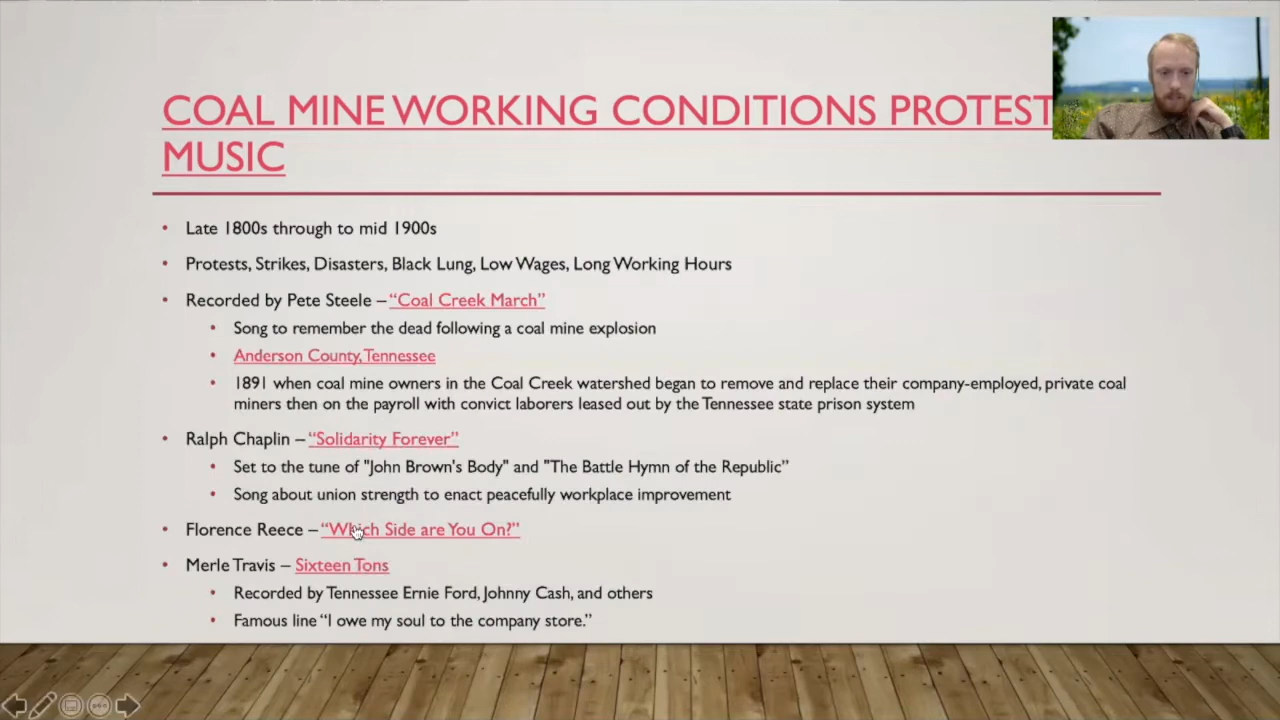 COAL MINE WORKING CONDITIONS PROTEST
MUSIC
• Late 1800s through to mid 1900s
• Protests, Strikes, Disasters, Black Lung, Low Wages, Long Working Hours
• Recorded by Pete Steele – “Coal Creek March”
• Song to remember the dead following a coal mine explosion
• Anderson County, Tennessee
• 1891 when coal mine owners in the Coal Creek watershed began to remove and replace their company-employed, private coal
miners then on the payroll with convict laborers leased out by the Tennessee state prison system
• Ralph Chaplin – “Solidarity Forever”
• Set to the tune of "John Brown's Body" and "The Battle Hymn of the Republic”
• Song about union strength to enact peacefully workplace improvement
• Florence Reece – “Which Side are You On?”
• Merle Travis – Sixteen Tons
• Recorded by Tennessee Ernie Ford, Johnny Cash, and others
• Famous line “I owe my soul to the company store.”